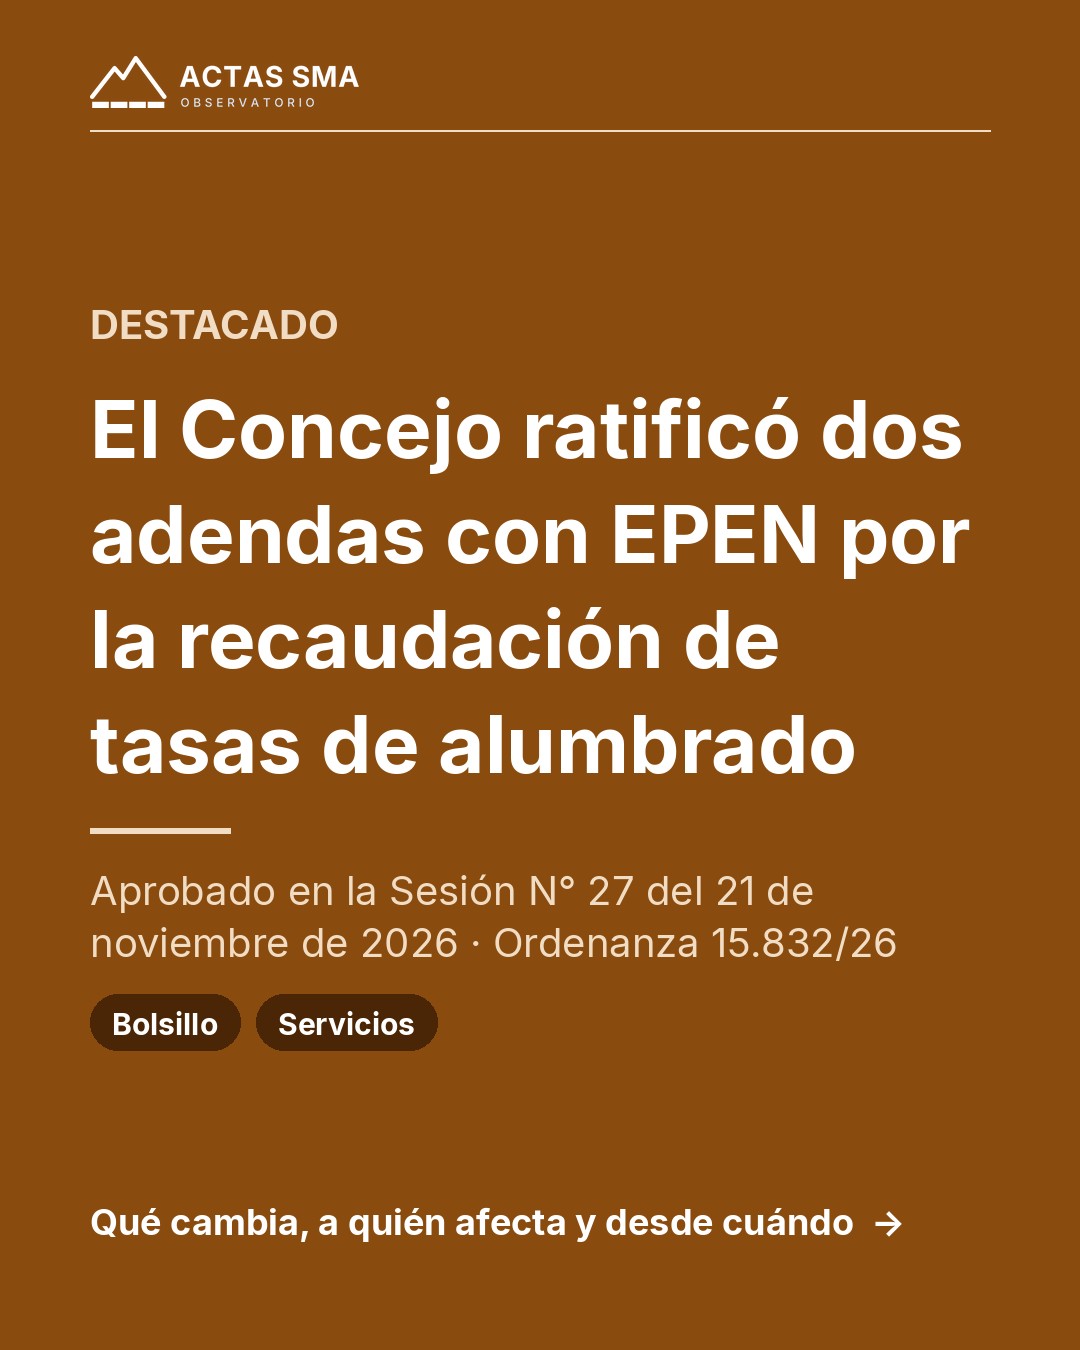 ACTAS SMA
OBSERVATORIO
DESTACADO
El Concejo ratificó dos
adendas con EPEN por
la recaudación de
tasas de alumbrado
Aprobado en la Sesión N° 27 del 21 de
noviembre de 2026 · Ordenanza 15.832/26
Bolsillo Servicios
Qué cambia, a quién afecta y desde cuándo →